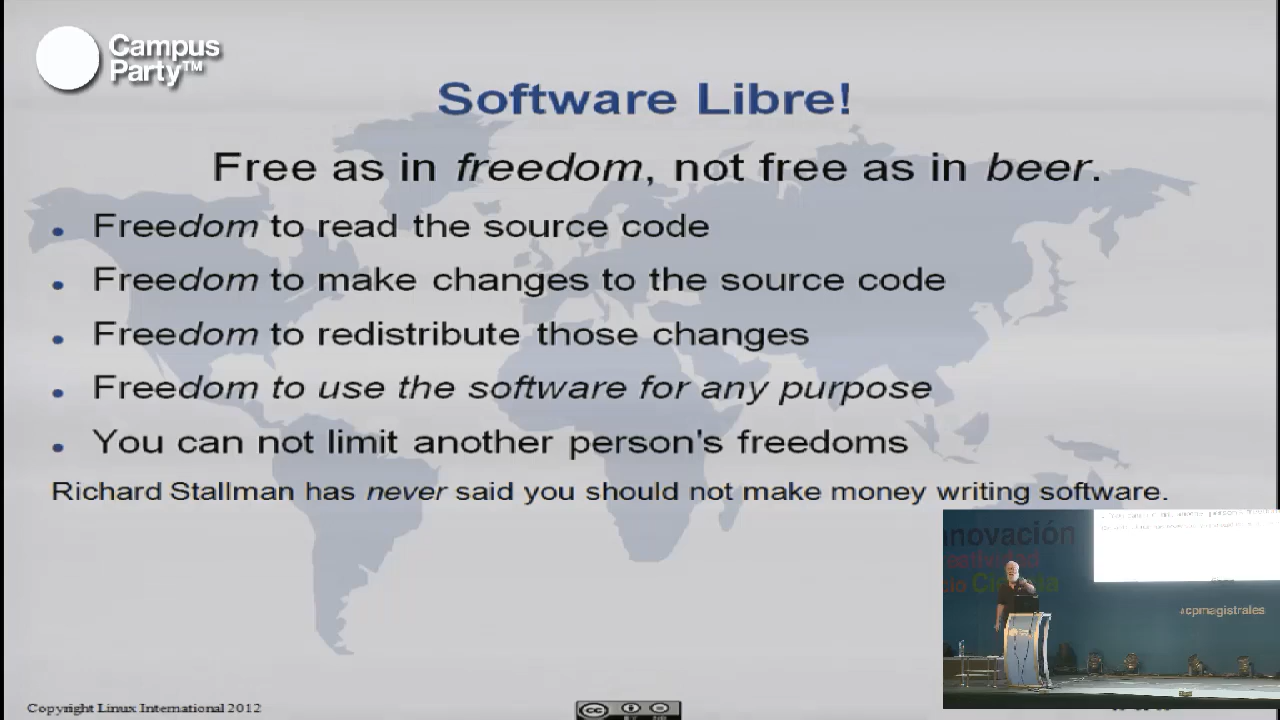 Campus
Party™
Software Libre!
Free as in freedom, not free as in beer.
• Freedom to read the source code
• Freedom to make changes to the source code
• Freedom to redistribute those changes
• Freedom to use the software for any purpose
• You can not limit another person's freedoms
Richard Stallman has never said you should not make money writing software.
nnovación
#cpmagistrales
Copyright Linux International 2012
cc